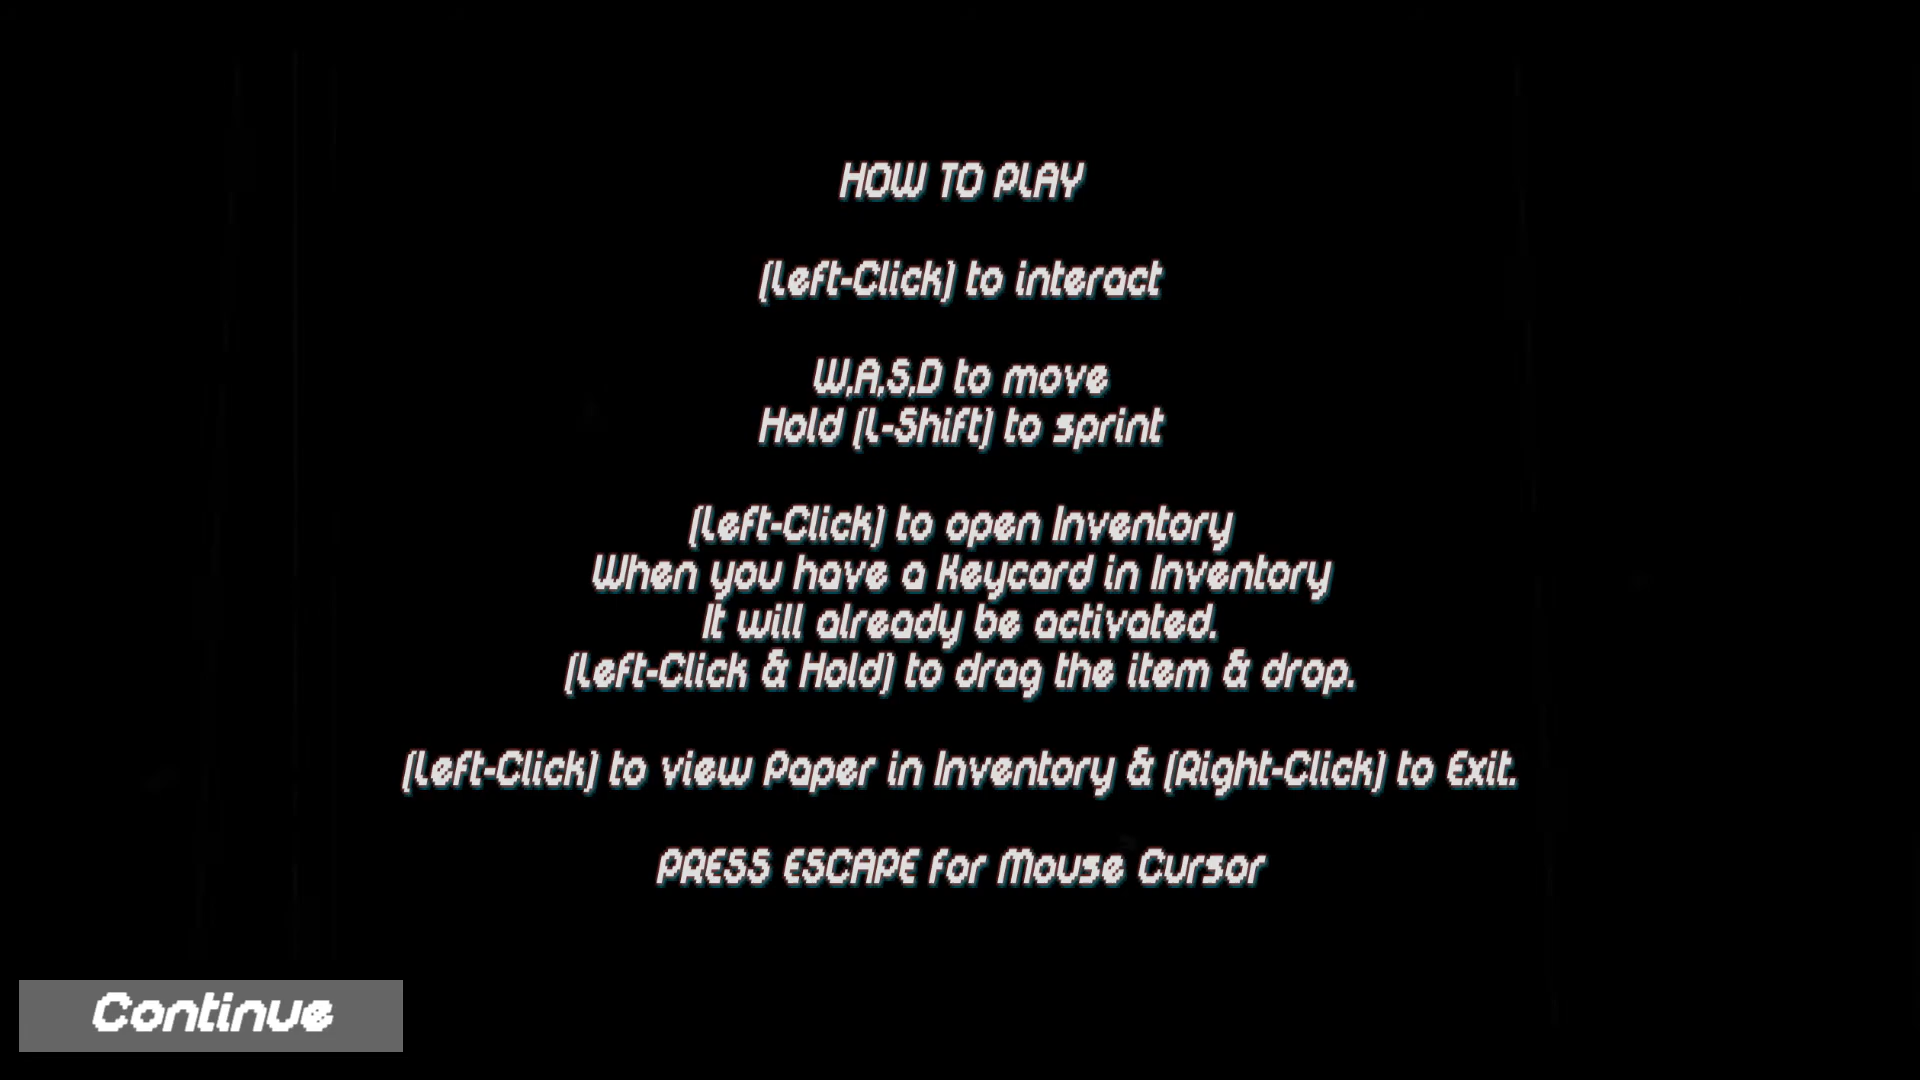 HOW TO PLAY
(Left-Click) to interact
W,A,S,D to move
Hold (L-Shift) to sprint
(Left-Click) to open Inventory
When you have a Keycard in Inventory
It will already be activated.
(Left-Click & Hold) to drag the item & drop.
(Left-Click) to view Paper in Inventory & (Right-Click) to Exit.
PRESS ESCAPE for Mouse Cursor
Continue